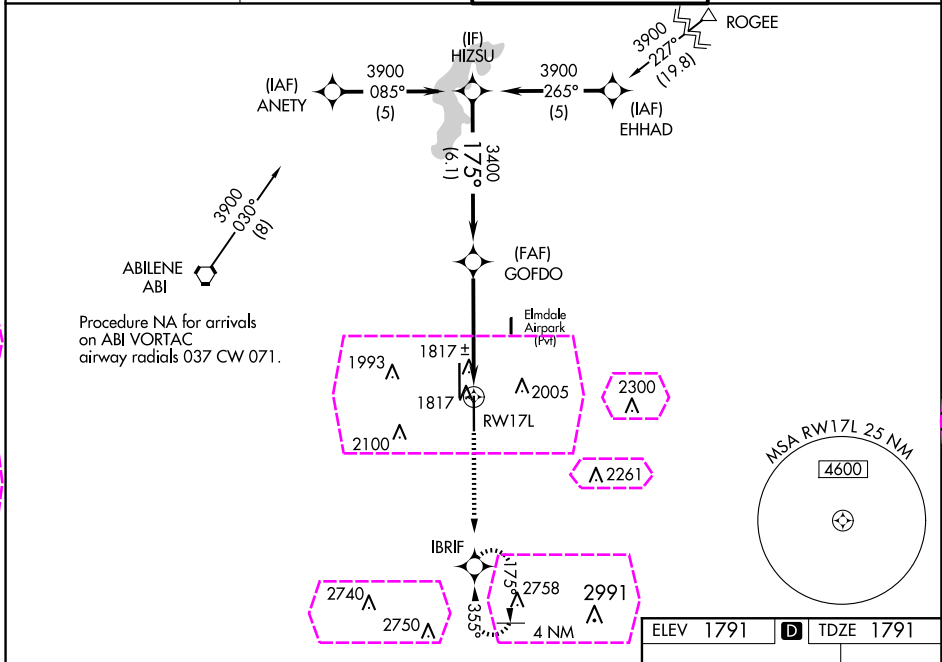 ROGEE
3900
227°
(19.8)
(IF)
HIZSU
(IAF)
ANETY
3900
085°
(5)
3900
265°
(5)
(IAF)
EHHAD
3400
175°
(6.1)
3900
030°
(8)
ABILENE
ABI
(FAF)
GOFDO
Procedure NA for arrivals
on ABI VORTAC
airway radials 037 CW 071.
Elmdale
Airpark
(Pvt)
1993
1817 ±
1817
2005
RW17L
2100
2300
2261
MSA RW17L 25 NM
4600
IBRIF
175°
355°
4 NM
2758
2991
2740
2750
ELEV 1791 D TDZE 1791